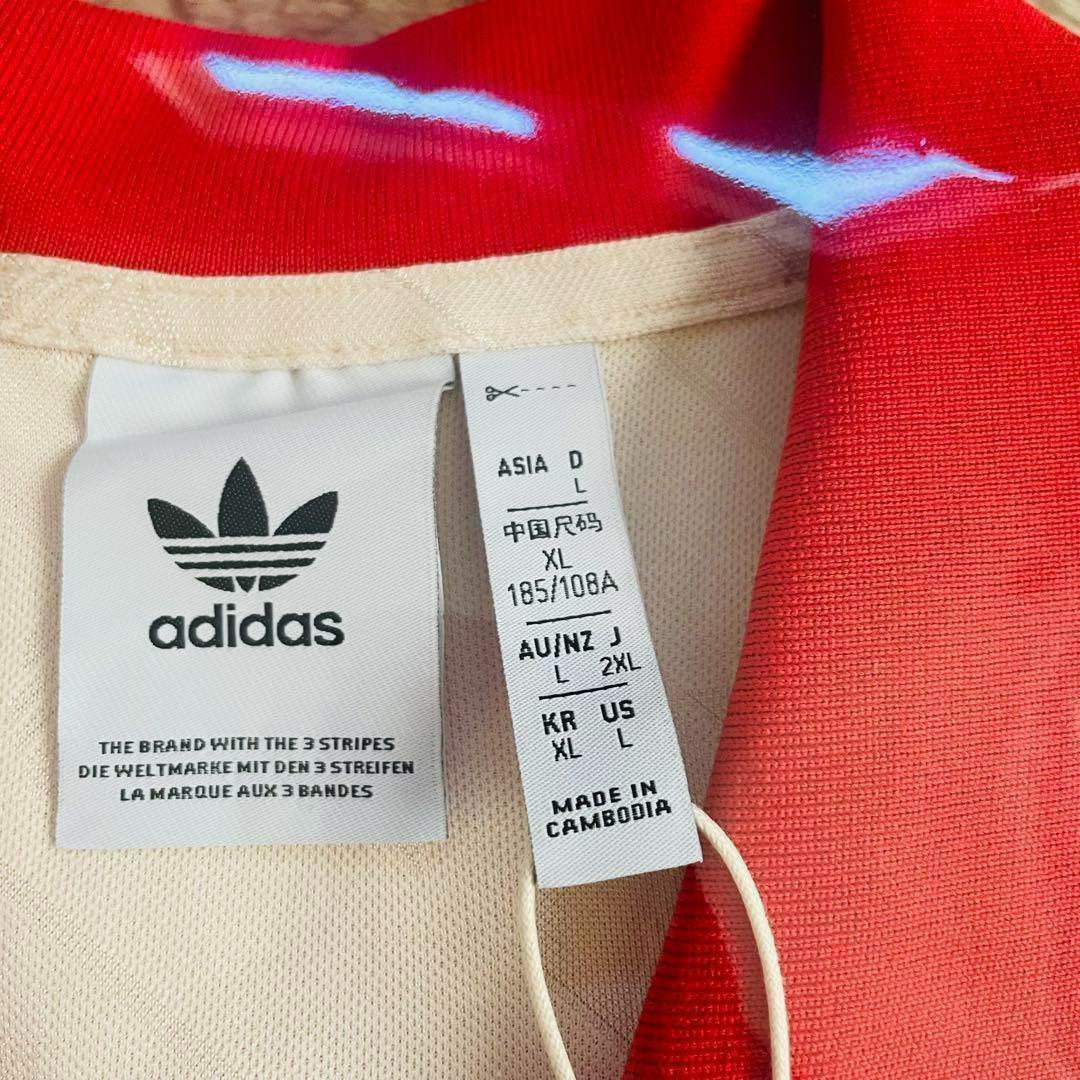 adidas
THE BRAND WITH THE 3 STRIPES
DIE WELTMARKE MIT DEN 3 STREIFEN
LA MARQUE AUX 3 BANDES
ASIA D
L
中国尺码
XL
185/108A
AU/NZ J
L 2XL
KR US
XL L
MADE IN
CAMBODIA